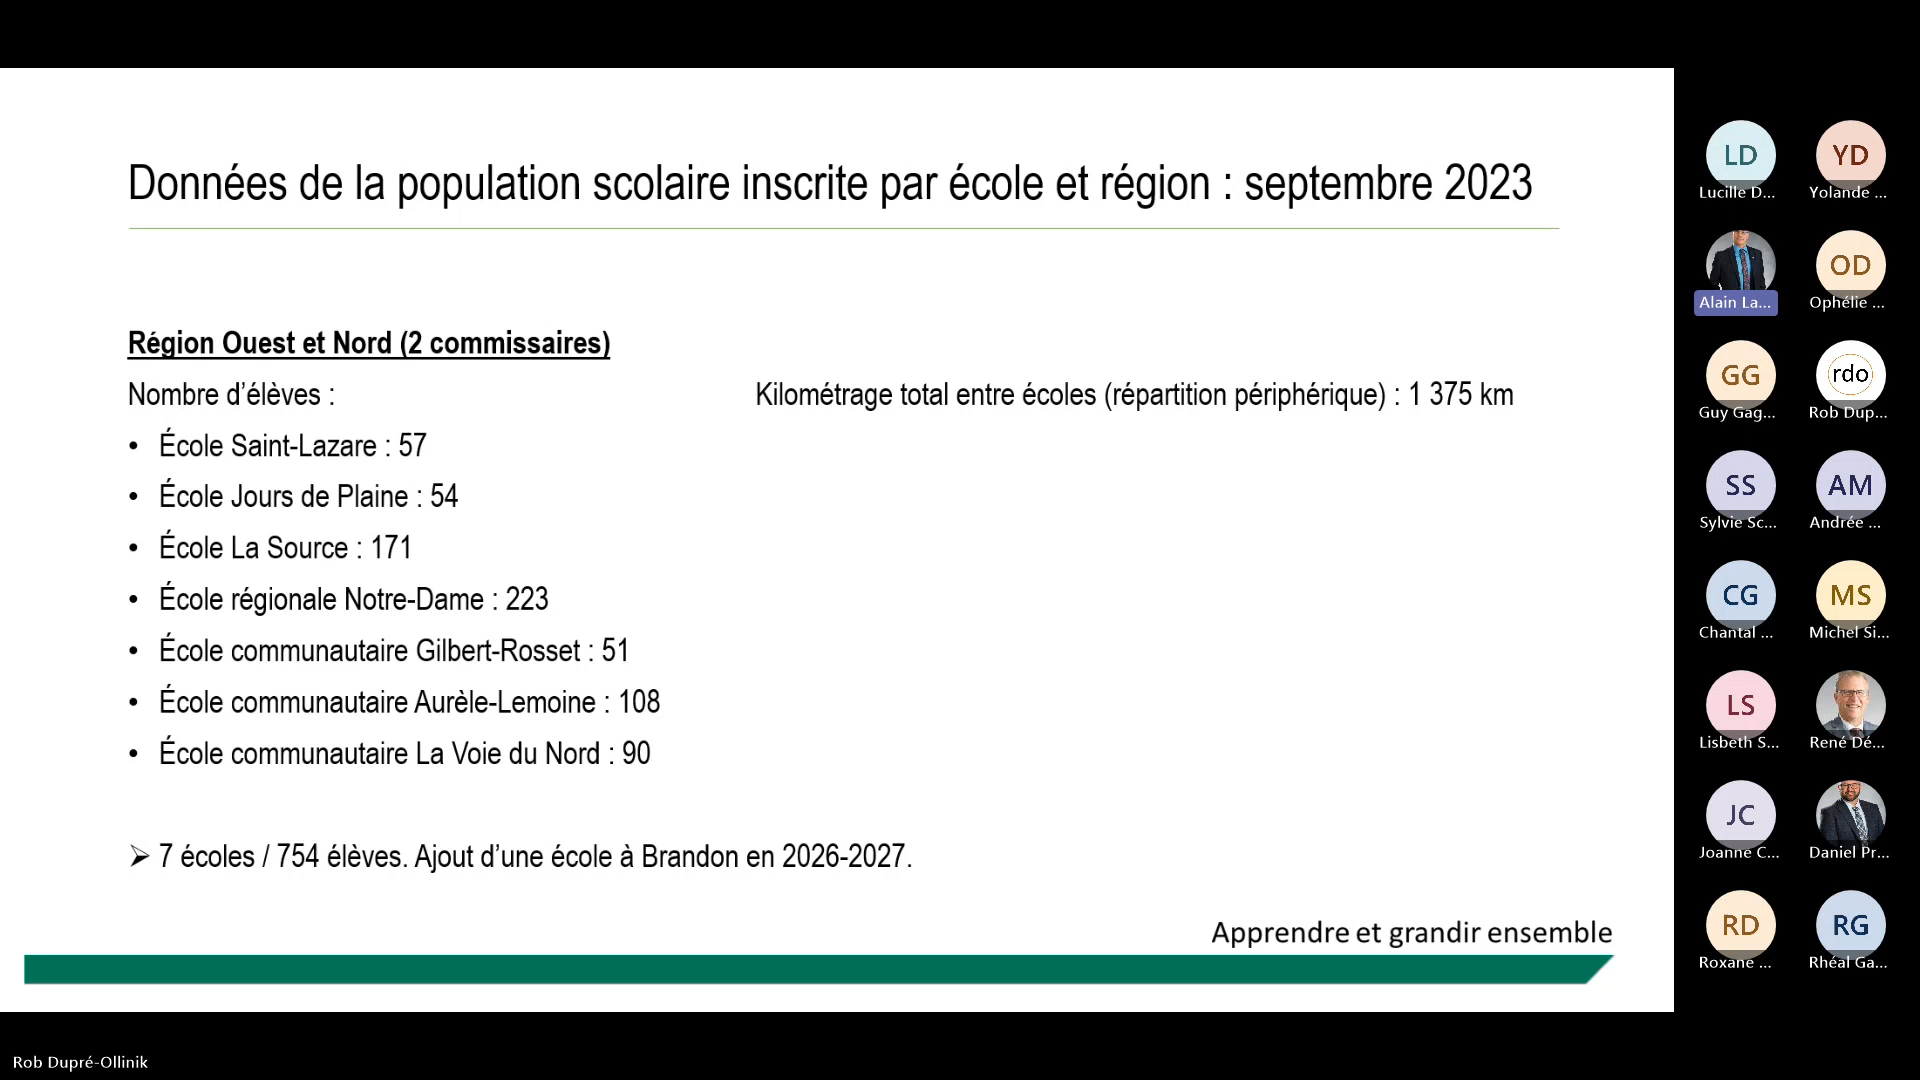 Données de la population scolaire inscrite par école et région : septembre 2023
Région Ouest et Nord (2 commissaires)
Nombre d’élèves :
Kilométrage total entre écoles (répartition périphérique) : 1 375 km
• École Saint-Lazare : 57
• École Jours de Plaine : 54
• École La Source : 171
• École régionale Notre-Dame : 223
• École communautaire Gilbert-Rosset : 51
• École communautaire Aurèle-Lemoine : 108
• École communautaire La Voie du Nord : 90
➢ 7 écoles / 754 élèves. Ajout d’une école à Brandon en 2026-2027.
Apprendre et grandir ensemble
LD
YD
Lucille D...
Yolande ...
OD
Alain La...
Ophélie ...
GG
rdo
Guy Gag...
Rob Dup...
SS
AM
Sylvie Sc...
Andrée ...
CG
MS
Chantal ...
Michel Si...
LS
Lisbeth S...
René Dé...
JC
Joanne C...
Daniel Pr...
RD
RG
Roxane ...
Rhéal Ga...
Rob Dupré-Ollinik